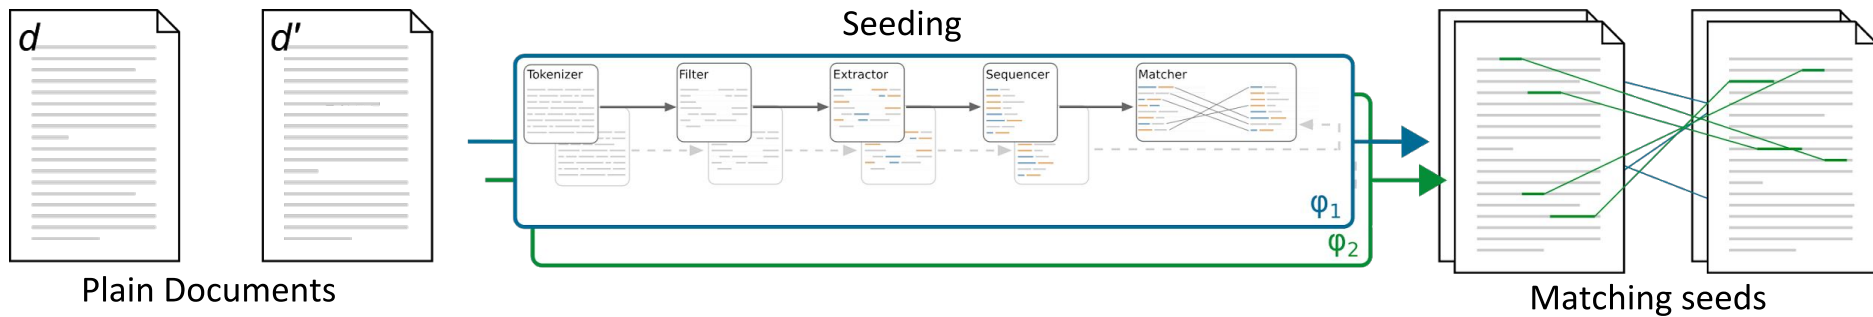 Seeding
d
d'
Tokenizer
Filter
Extractor
Sequencer
Matcher
φ1
φ2
Plain Documents
Matching seeds